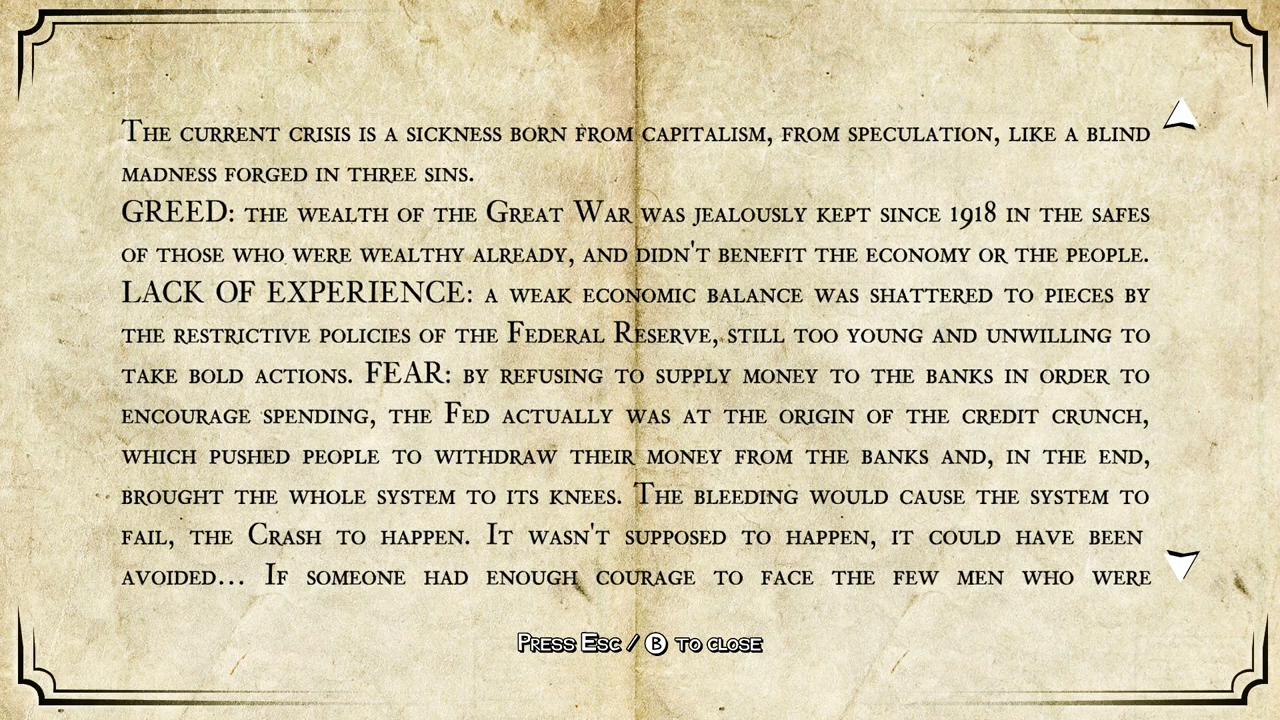 The current crisis is a sickness born from capitalism, from speculation, like a blind
madness forged in three sins.
GREED: the wealth of the Great War was jealously kept since 1918 in the safes
of those who were wealthy already, and didn't benefit the economy or the people.
LACK OF EXPERIENCE: a weak economic balance was shattered to pieces by
the restrictive policies of the Federal Reserve, still too young and unwilling to
take bold actions. FEAR: by refusing to supply money to the banks in order to
encourage spending, the Fed actually was at the origin of the credit crunch,
which pushed people to withdraw their money from the banks and, in the end,
brought the whole system to its knees. The bleeding would cause the system to
fail, the Crash to happen. It wasn't supposed to happen, it could have been
avoided... If someone had enough courage to face the few men who were
Press Esc / B to close